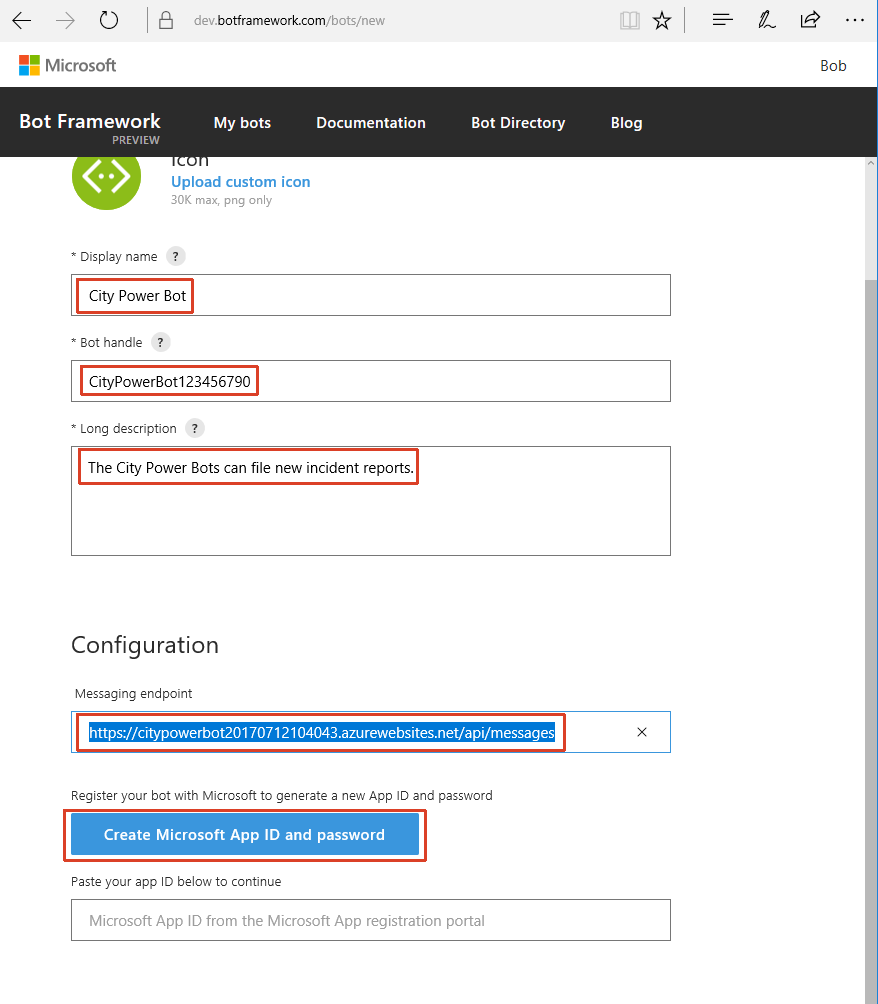 dev.botframework.com/bots/new
Microsoft
Bob
Bot Framework
PREVIEW
My bots
Documentation
Bot Directory
Blog
Icon
Upload custom icon
30K max, png only
* Display name ?
City Power Bot
* Bot handle ?
CityPowerBot123456790
* Long description ?
The City Power Bots can file new incident reports.
Configuration
Messaging endpoint
https://citypowerbot20170712104043.azurewebsites.net/api/messages
Register your bot with Microsoft to generate a new App ID and password
Create Microsoft App ID and password
Paste your app ID below to continue
Microsoft App ID from the Microsoft App registration portal